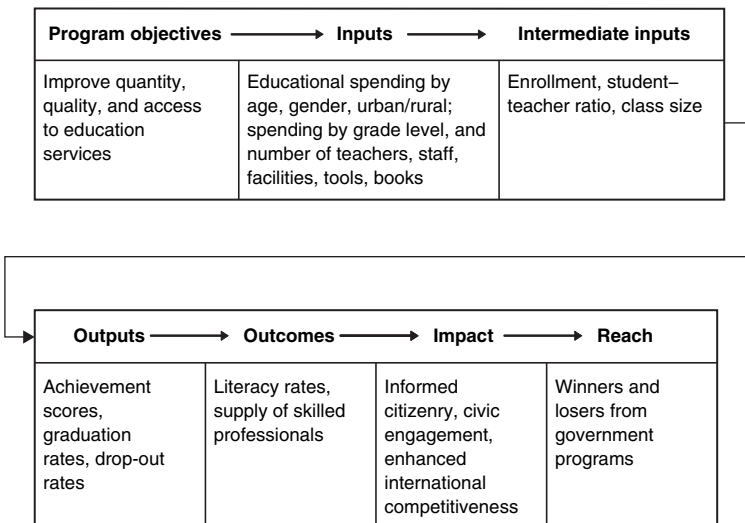 Program objectives Inputs Intermediate inputs
Improve quantity,
quality, and access
to education
services
Educational spending by
age, gender, urban/rural;
spending by grade level, and
number of teachers, staff,
facilities, tools, books
Enrollment, student–
teacher ratio, class size
Outputs Outcomes Impact Reach
Achievement
scores,
graduation
rates, drop-out
rates
Literacy rates,
supply of skilled
professionals
Informed
citizenry, civic
engagement,
enhanced
international
competitiveness
Winners and
losers from
government
programs